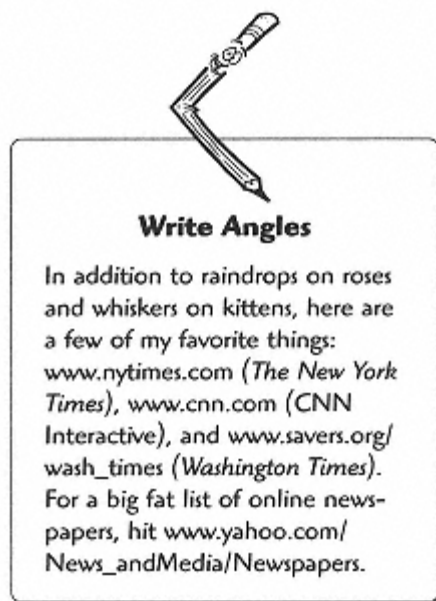 Write Angles
In addition to raindrops on roses
and whiskers on kittens, here are
a few of my favorite things:
www.nytimes.com (The New York
Times), www.cnn.com (CNN
Interactive), and www.savers.org/
wash_times (Washington Times).
For a big fat list of online news-
papers, hit www.yahoo.com/
News_andMedia/Newspapers.